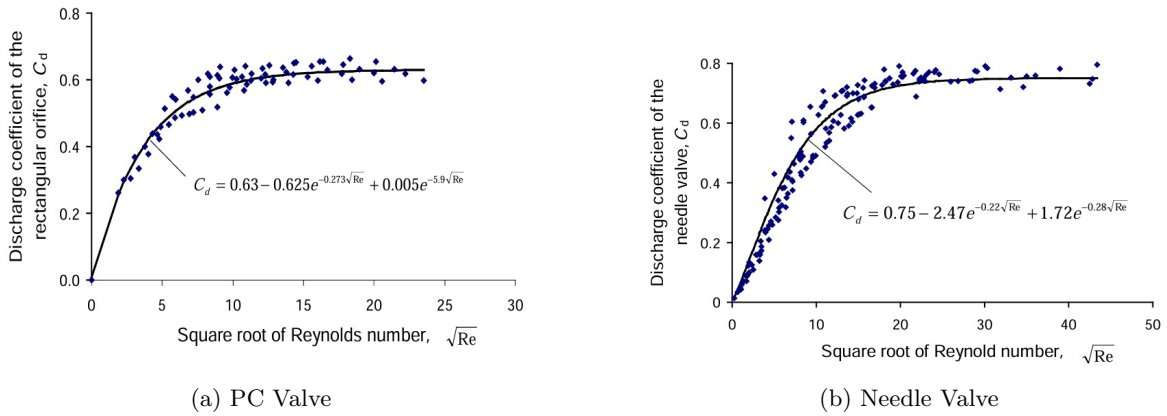 Discharge coefficient of the
rectangular orifice, C_d
0.8
0.6
0.4
0.2
0.0
0 5 10 15 20 25 30
C_d = 0.63 − 0.625e^{−0.273√Re} + 0.005e^{−5.9√Re}
Square root of Reynolds number, √Re
(a) PC Valve
Discharge coefficient of the
needle valve, C_d
0.8
0.6
0.4
0.2
0
0 10 20 30 40 50
C_d = 0.75 − 2.47e^{−0.22√Re} + 1.72e^{−0.28√Re}
Square root of Reynold number, √Re
(b) Needle Valve